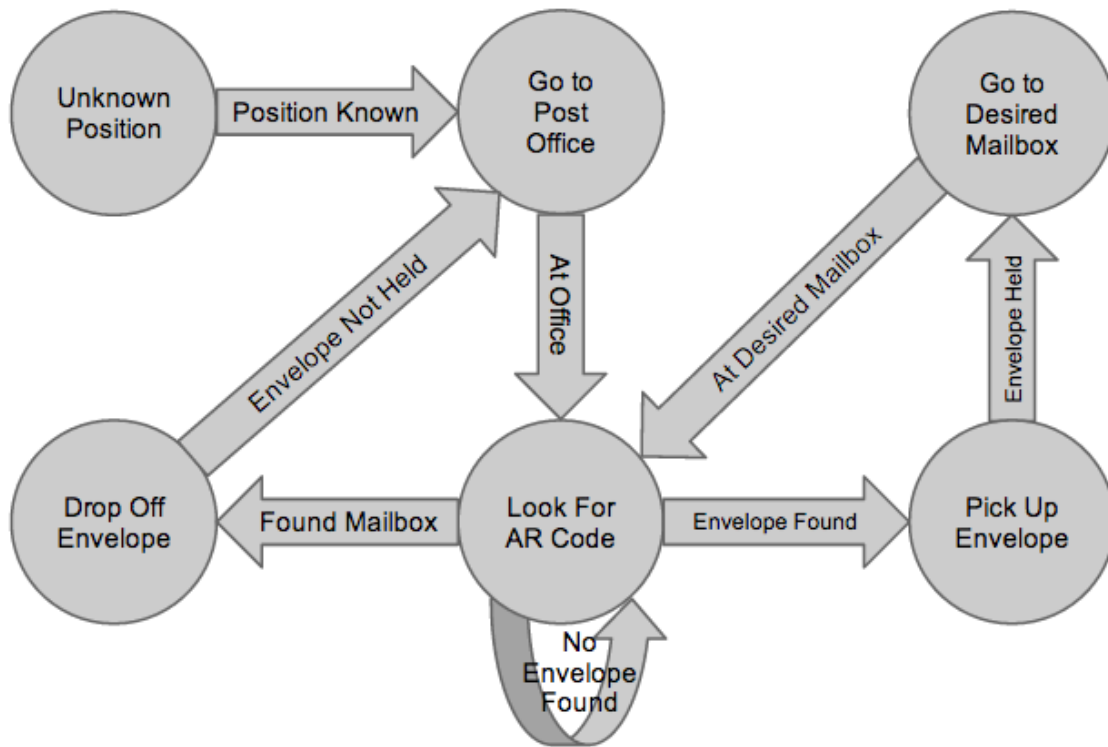 Unknown
Position
Position Known
Go to
Post
Office
Go to
Desired
Mailbox
Envelope Not Held
At Office
At Desired Mailbox
Envelope Held
Drop Off
Envelope
Found Mailbox
Look For
AR Code
Envelope Found
Pick Up
Envelope
No
Envelope
Found